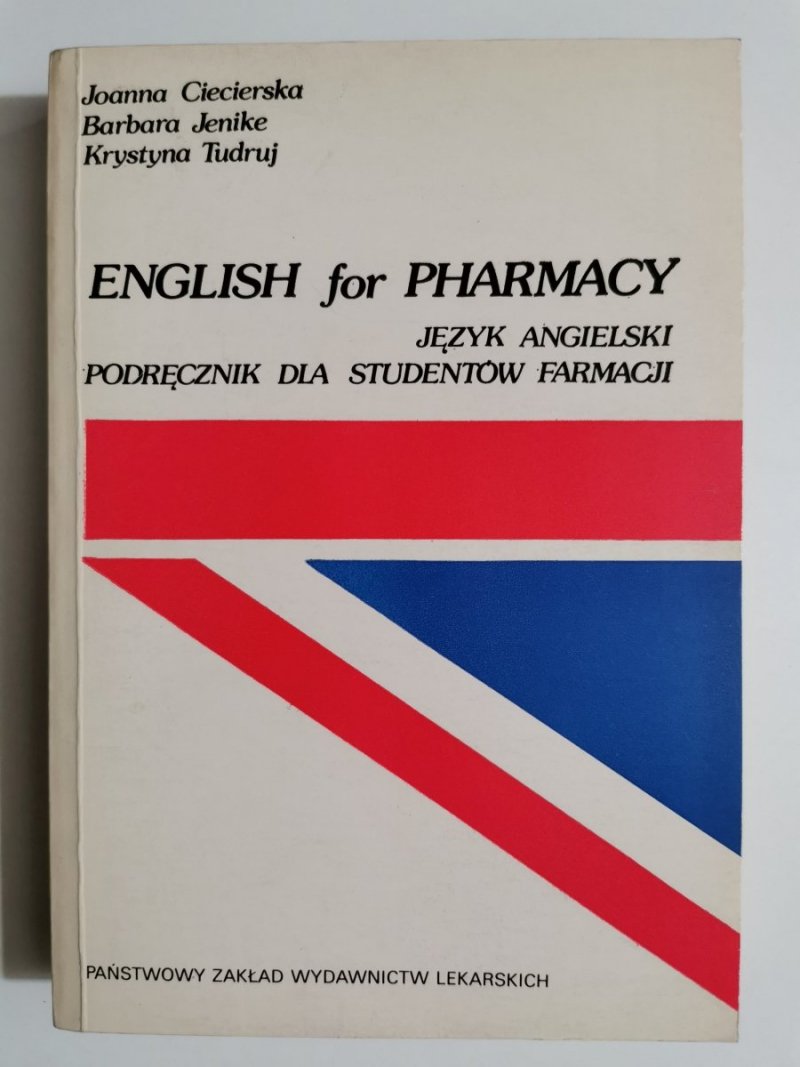 Joanna Ciecierska
Barbara Jenike
Krystyna Tudruj
ENGLISH for PHARMACY
JĘZYK ANGIELSKI
PODRĘCZNIK DLA STUDENTÓW FARMACJI
PAŃSTWOWY ZAKŁAD WYDAWNICTW LEKARSKICH